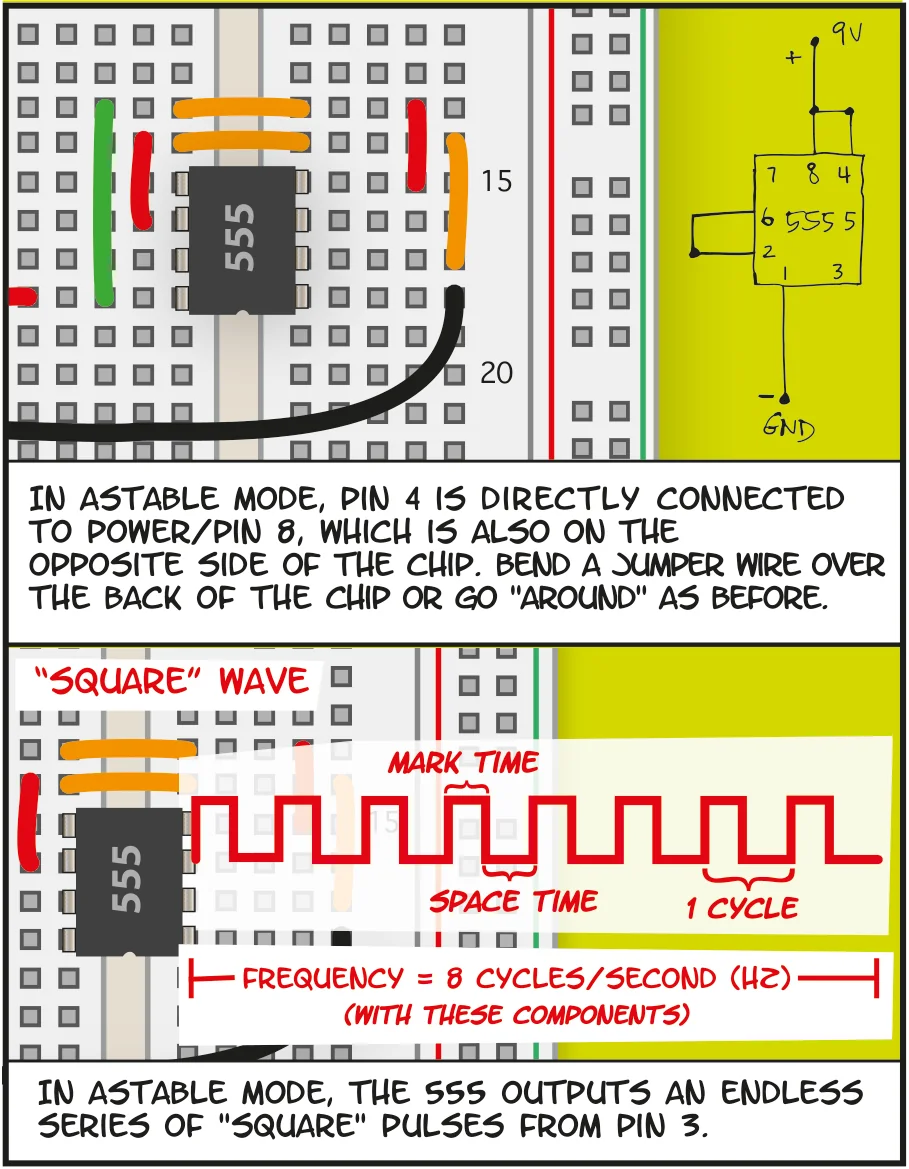 9V
+
15
7 8 4
6 555 5
2
1 3
555
20
-
GND
IN ASTABLE MODE, PIN 4 IS DIRECTLY CONNECTED
TO POWER/PIN 8, WHICH IS ALSO ON THE
OPPOSITE SIDE OF THE CHIP. BEND A JUMPER WIRE OVER
THE BACK OF THE CHIP OR GO "AROUND" AS BEFORE.
"SQUARE" WAVE
MARK TIME
15
555
SPACE TIME
1 CYCLE
FREQUENCY = 8 CYCLES/SECOND (HZ)
(WITH THESE COMPONENTS)
IN ASTABLE MODE, THE 555 OUTPUTS AN ENDLESS
SERIES OF "SQUARE" PULSES FROM PIN 3.